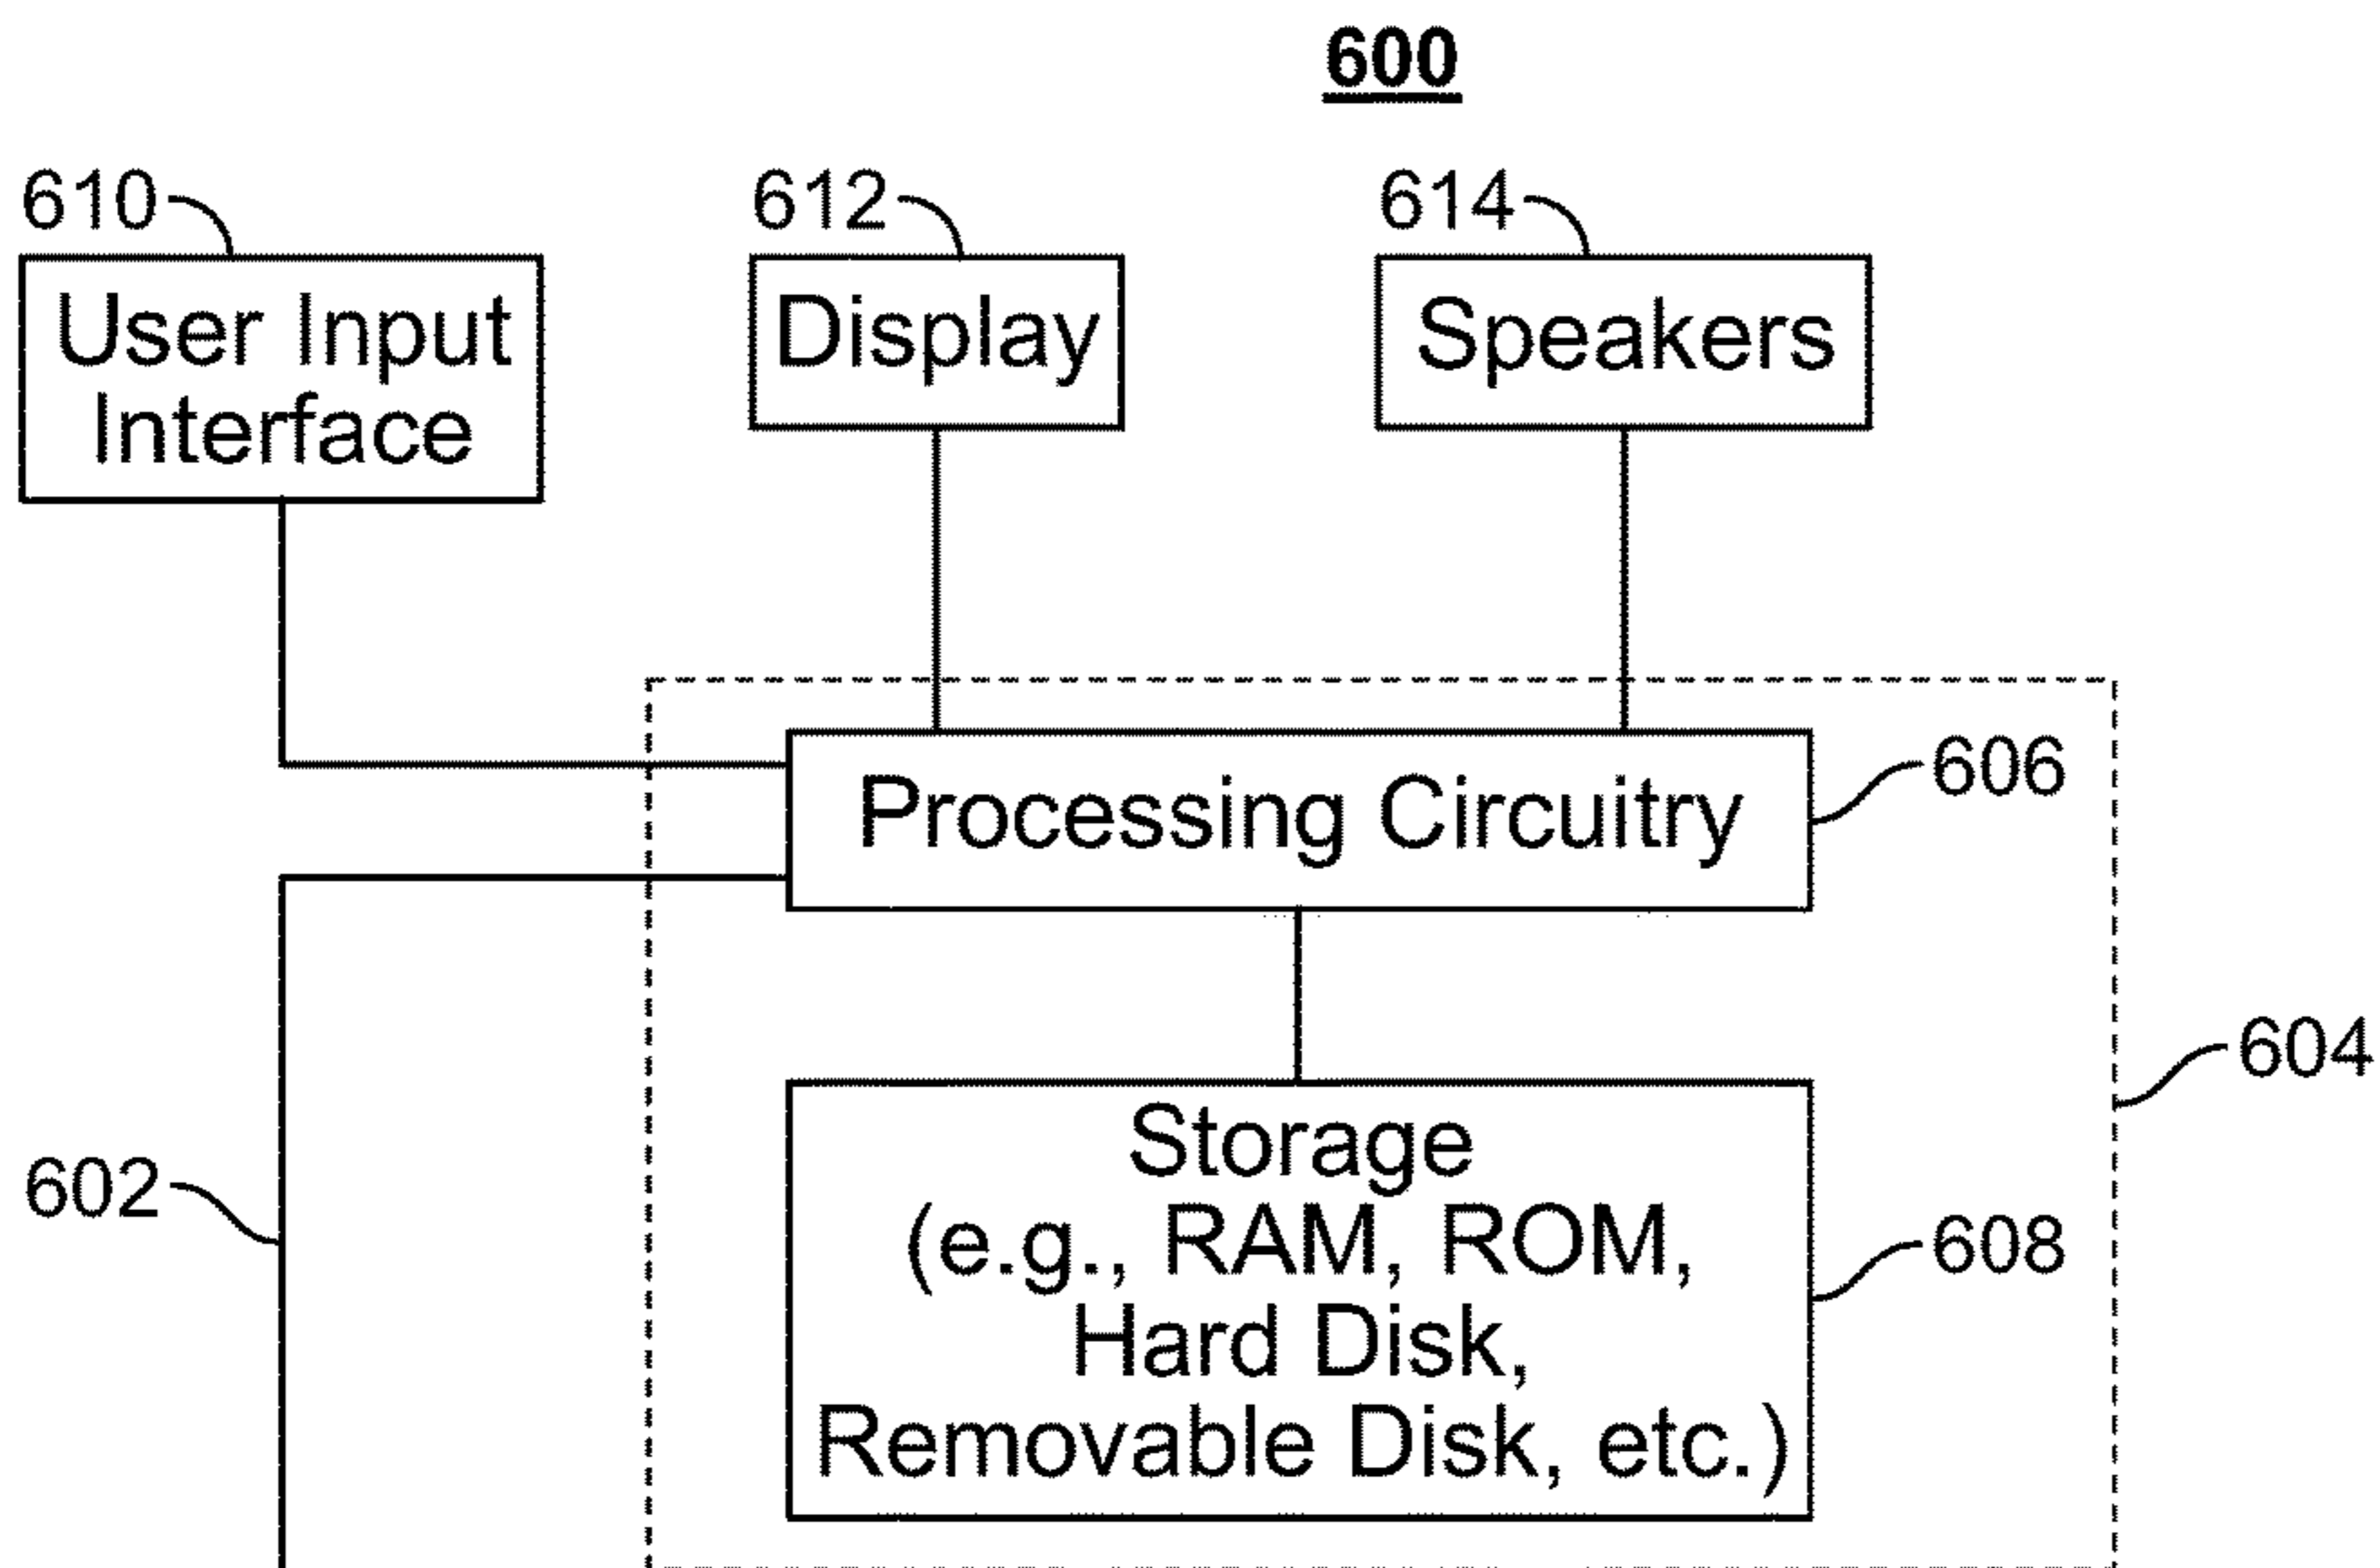 600
610
612
614
User Input
Interface
Display
Speakers
Processing Circuitry
606
604
602
Storage
(e.g., RAM, ROM,
Hard Disk,
Removable Disk, etc.)
608